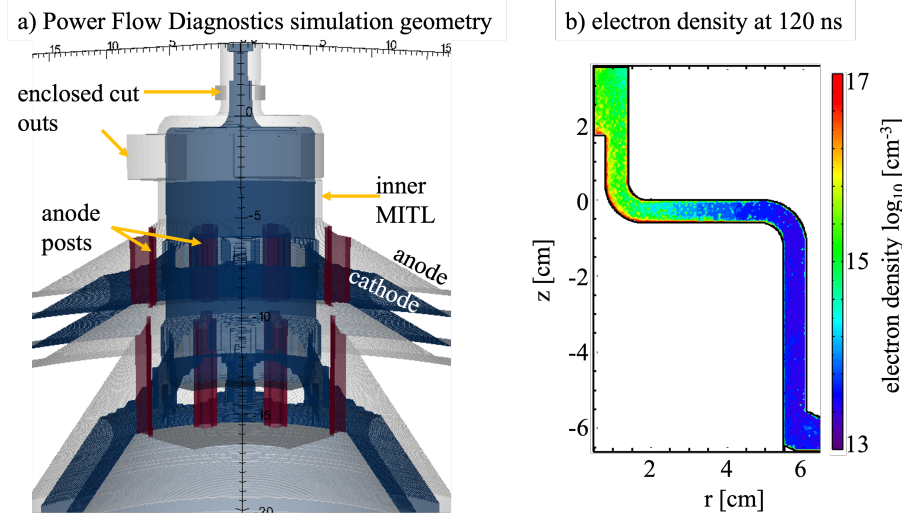 a) Power Flow Diagnostics simulation geometry
15
10
5
0
5
10
15
enclosed cut
outs
0
inner
MITL
-5
anode
posts
anode
cathode
-10
-15
-20
b) electron density at 120 ns
2
0
-2
-4
-6
z [cm]
2
4
6
r [cm]
17
15
13
electron density log10 [cm-3]